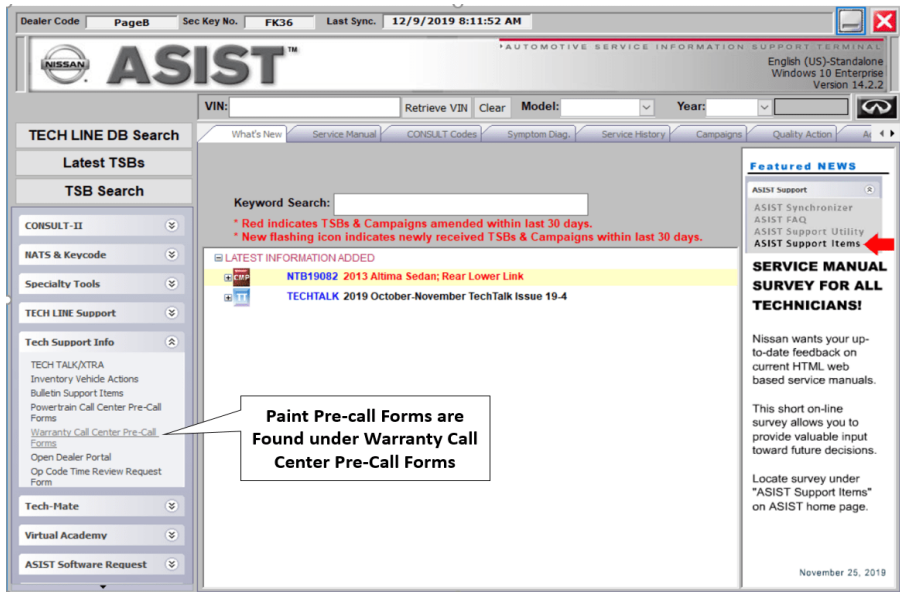 Dealer Code PageB Sec Key No. FK36 Last Sync. 12/9/2019 8:11:52 AM
NISSAN
ASIST™
AUTOMOTIVE SERVICE INFORMATION SUPPORT TERMINAL
English (US)-Standalone
Windows 10 Enterprise
Version 14.2.2
VIN: Retrieve VIN Clear Model: Year:
TECH LINE DB Search
Latest TSBs
TSB Search
What's New Service Manual CONSULT Codes Symptom Diag. Service History Campaigns Quality Action
CONSULT-II
NATS & Keycode
Specialty Tools
TECH LINE Support
Tech Support Info
TECH TALK/XTRA
Inventory Vehicle Actions
Bulletin Support Items
Powertrain Call Center Pre-Call
Forms
Warranty Call Center Pre-Call
Forms
Open Dealer Portal
Op Code Time Review Request
Form
Tech-Mate
Virtual Academy
ASIST Software Request
Keyword Search:
* Red indicates TSBs & Campaigns amended within last 30 days.
* New flashing icon indicates newly received TSBs & Campaigns within last 30 days.
LATEST INFORMATION ADDED
CMP NTB19082 2013 Altima Sedan; Rear Lower Link
TT TECHTALK 2019 October-November TechTalk Issue 19-4
Paint Pre-call Forms are
Found under Warranty Call
Center Pre-Call Forms
Featured NEWS
ASIST Support
ASIST Synchronizer
ASIST FAQ
ASIST Support Utility
ASIST Support Items
SERVICE MANUAL
SURVEY FOR ALL
TECHNICIANS!
Nissan wants your up-
to-date feedback on
current HTML web
based service manuals.
This short on-line
survey allows you to
provide valuable input
toward future decisions.
Locate survey under
"ASIST Support Items"
on ASIST home page.
November 25, 2019